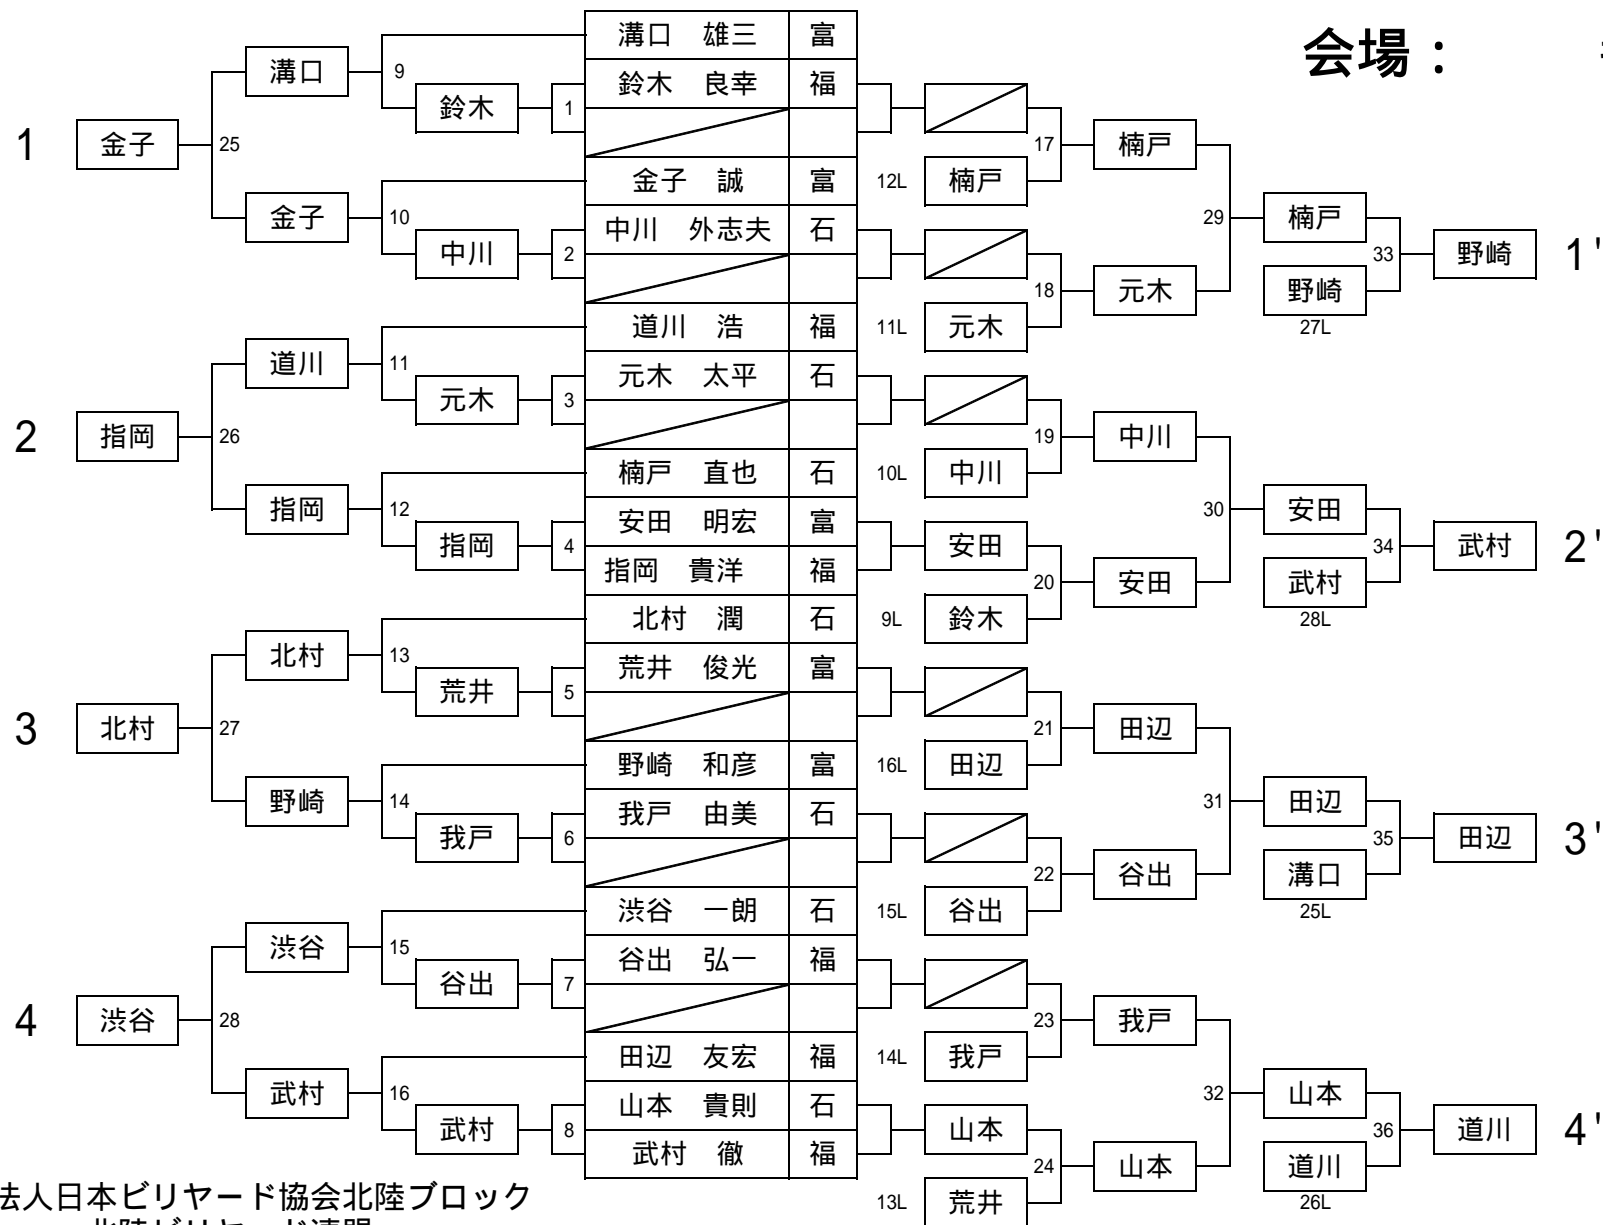 溝口 雄三 富
会場：
溝口 9 鈴木 良幸 福
鈴木 1
1 金子 25 17 楠戸
金子 誠 富 12L 楠戸
金子 10 中川 外志夫 石 29 楠戸
中川 2 33 野崎 1'
18 元木 野崎
道川 浩 福 11L 元木 27L
道川 11 元木 太平 石
元木 3
2 指岡 26 19 中川
楠戸 直也 石 10L 中川
指岡 12 安田 明宏 富 30 安田
指岡 4 安田 34 武村 2'
指岡 貴洋 福 20 安田 武村
北村 潤 石 9L 鈴木 28L
北村 13 荒井 俊光 富
荒井 5
3 北村 27 21 田辺
野崎 和彦 富 16L 田辺
野崎 14 我戸 由美 石 31 田辺
我戸 6 35 田辺 3'
22 谷出 溝口
渋谷 一朗 石 15L 谷出 25L
渋谷 15 谷出 弘一 福
谷出 7
4 渋谷 28 23 我戸
田辺 友宏 福 14L 我戸
武村 16 山本 貴則 石 32 山本
武村 8 山本 36 道川 4'
武村 徹 福 24 山本 道川
法人日本ビリヤード協会北陸ブロック 13L 荒井 26L
北陸ビリヤード連盟